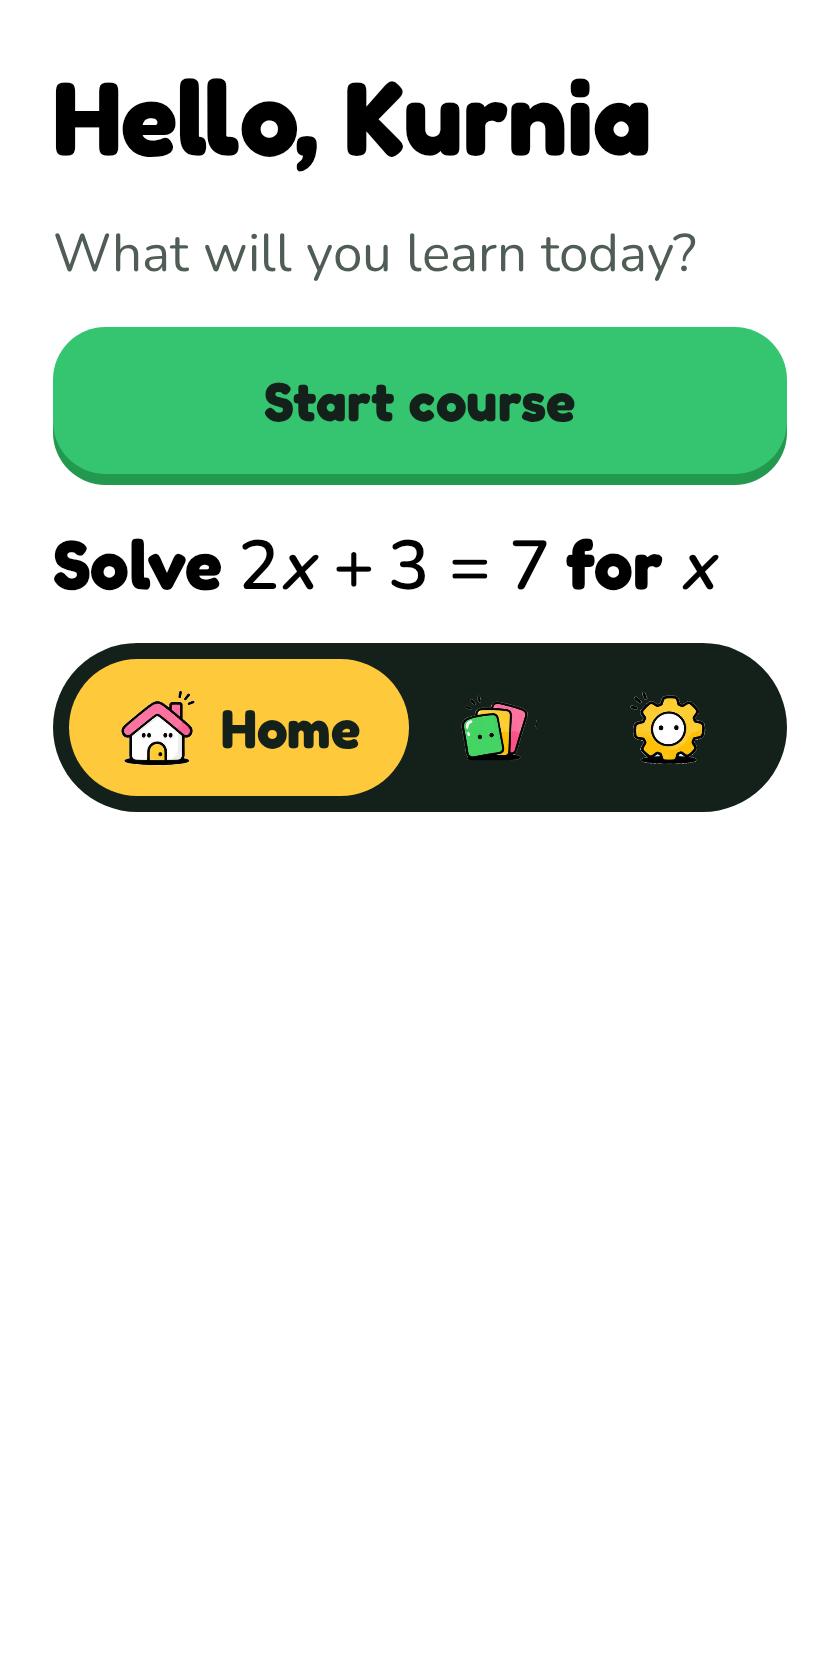 Hello, Kurnia
What will you learn today?
Start course
Solve 2x + 3 = 7 for x
Home